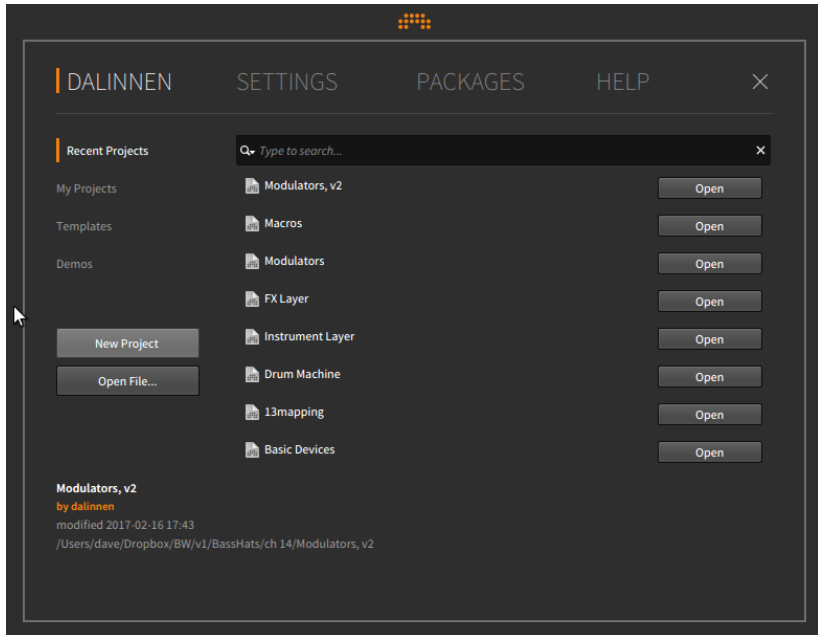 DALINNEN SETTINGS PACKAGES HELP
Recent Projects
Type to search...
My Projects
Modulators, v2 Open
Templates
Macros Open
Demos
Modulators Open
FX Layer Open
New Project
Instrument Layer Open
Open File...
Drum Machine Open
13mapping Open
Basic Devices Open
Modulators, v2
by dalinnen
modified 2017-02-16 17:43
/Users/dave/Dropbox/BW/v1/BassHats/ch 14/Modulators, v2